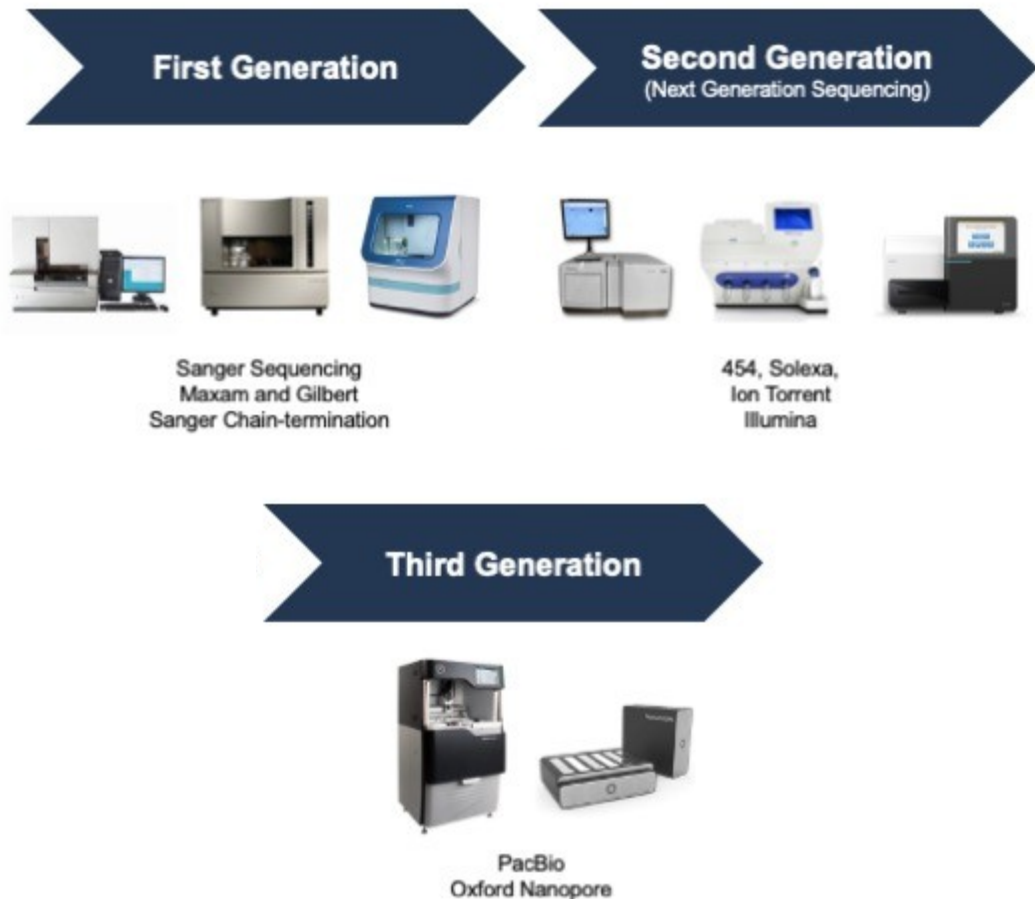 First Generation
Second Generation
(Next Generation Sequencing)
Sanger Sequencing
Maxam and Gilbert
Sanger Chain-termination
454, Solexa,
Ion Torrent
Illumina
Third Generation
PacBio
Oxford Nanopore